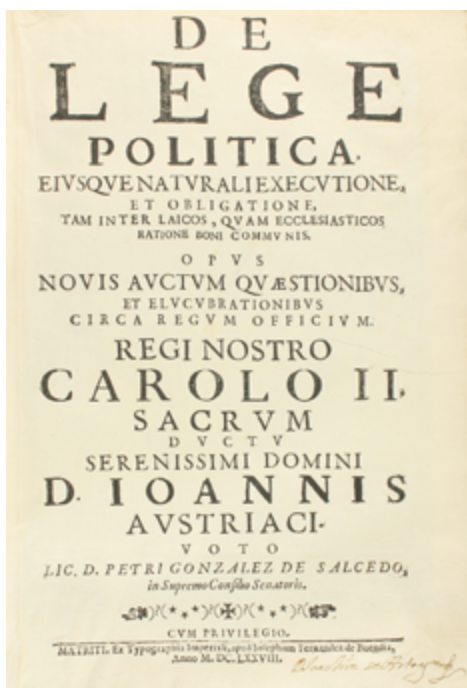 DE
LEGE
POLITICA.
EIVSQVE NATVRALI EXECVTIONE,
ET OBLIGATIONE,
TAM INTER LAICOS, QVAM ECCLESIASTICOS
RATIONE BONI COMMVNIS.
OPVS
NOVIS AVCTVM QVÆSTIONIBVS,
ET ELVCVBRATIONIBVS
CIRCA REGVM OFFICIVM.
REGI NOSTRO
CAROLO II.
SACRVM
DVCTV
SERENISSIMI DOMINI
D. IOANNIS
AVSTRIACI.
VOTO
LIC. D. PETRI GONZALEZ DE SALCEDO,
in Supremo Consilio Senatoris.
CVM PRIVILEGIO.
MATRITI. Ex Typographia Imperiali, apud Iosephum Fernandez de Buendia,
Anno M. DC. LXXVIII.